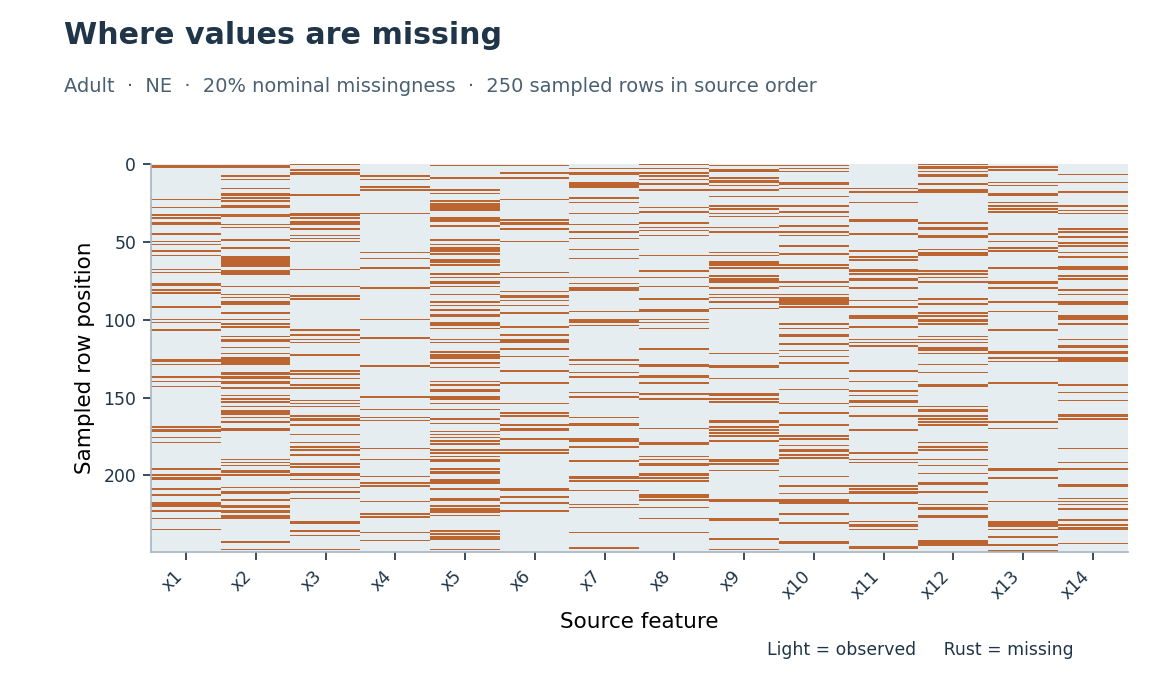 Where values are missing
Adult · NE · 20% nominal missingness · 250 sampled rows in source order
Sampled row position
0
50
100
150
200
x1 x2 x3 x4 x5 x6 x7 x8 x9 x10 x11 x12 x13 x14
Source feature
Light = observed Rust = missing